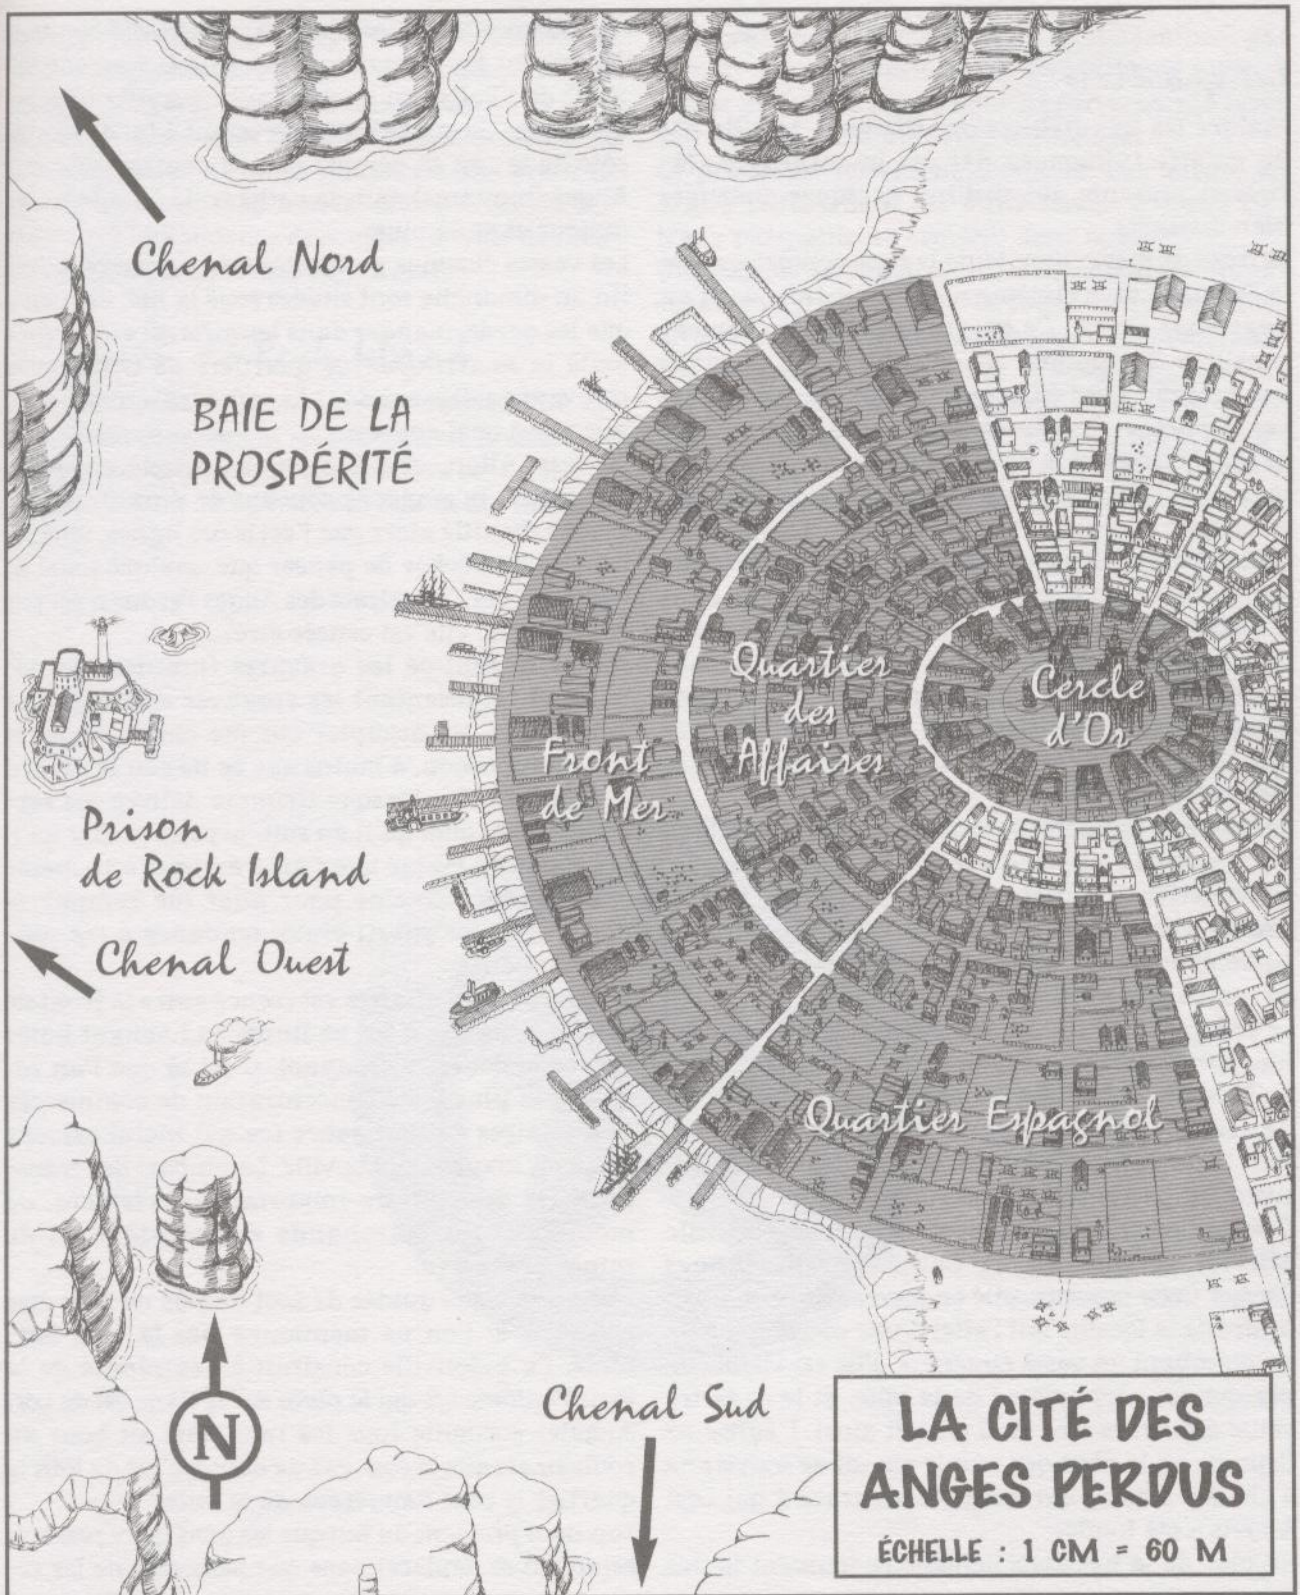 Chenal Nord
BAIE DE LA
PROSPÉRITÉ
Quartier
des
Affaires
Cercle
d'Or
Front
de Mer
Prison
de Rock Island
Chenal Ouest
Quartier Espagnol
N
Chenal Sud
LA CITÉ DES
ANGES PERDUS
ÉCHELLE : 1 CM = 60 M